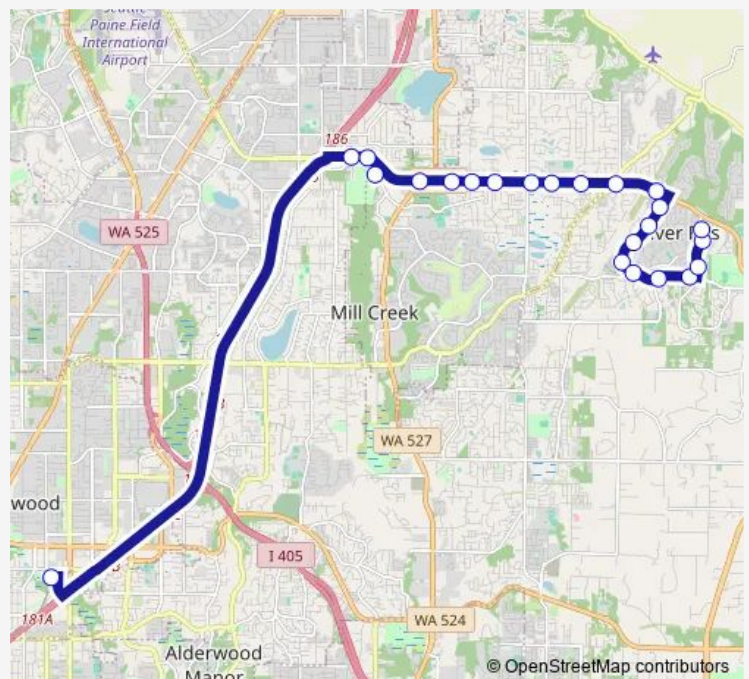 Paine Field
International
Airport
186
WA 525
Mill Creek
WA 527
wood
I 405
181A
WA 524
Alderwood
Manor
© OpenStreetMap contributors